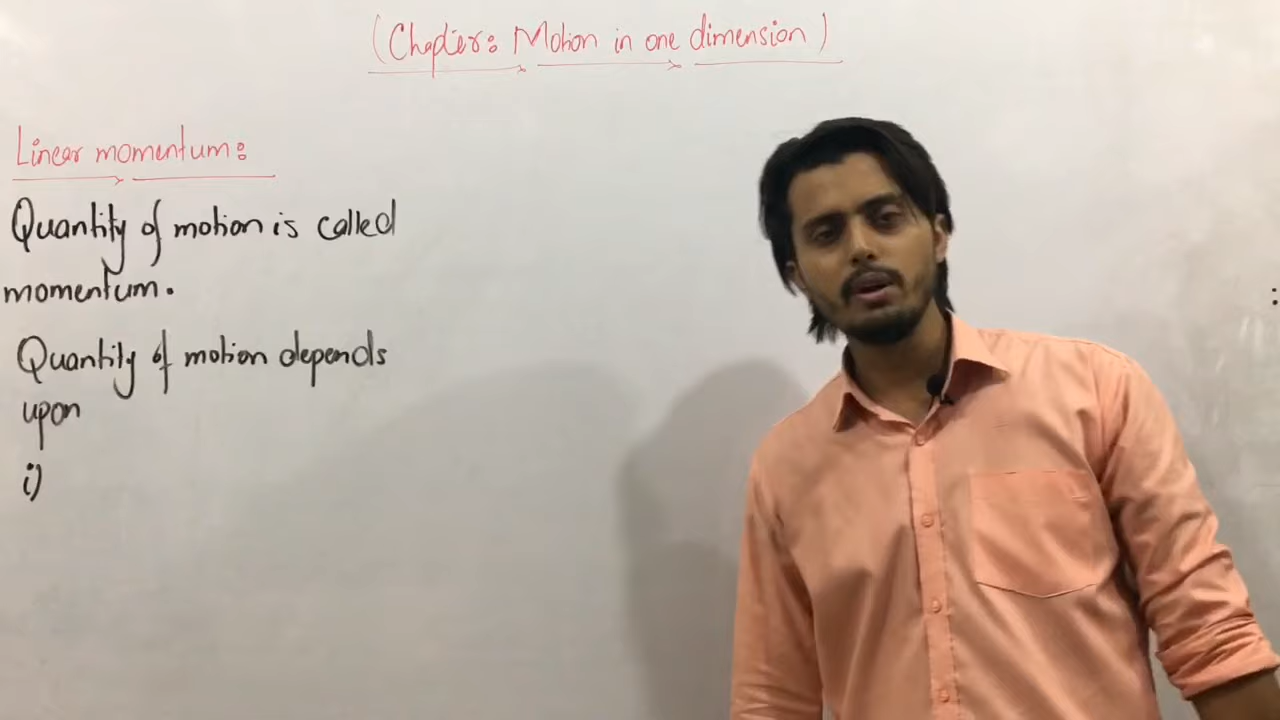 (Chapter: Motion in one dimension)
Linear momentum:
Quantity of motion is called
momentum.
Quantity of motion depends
upon
i)
: